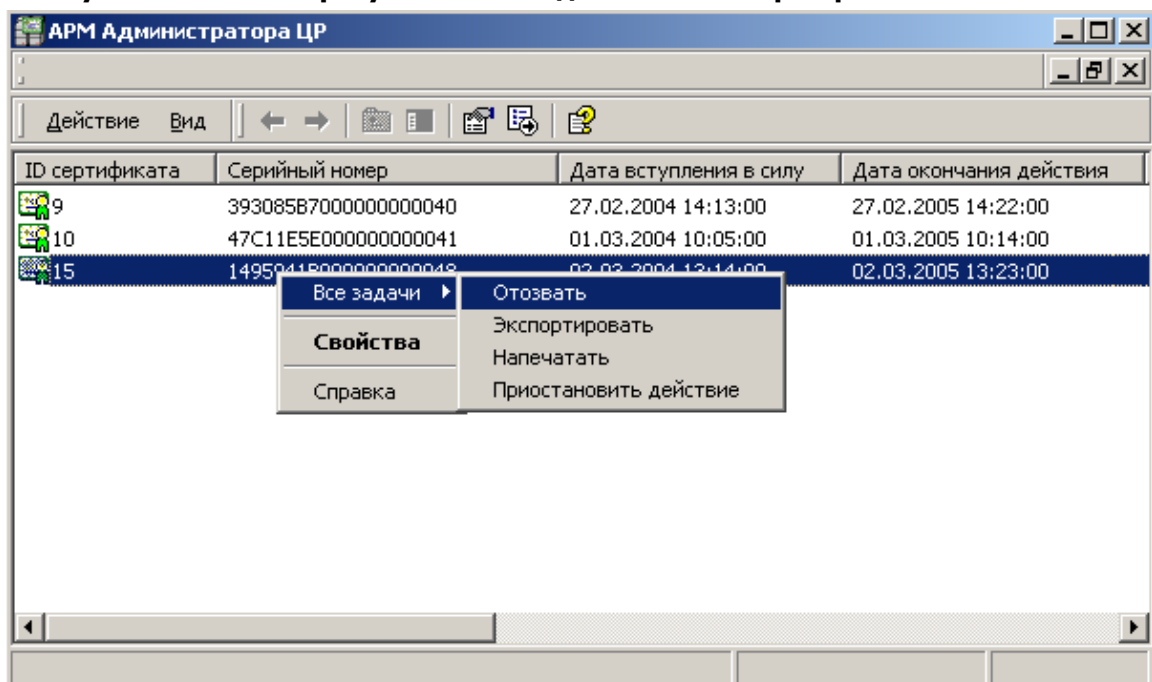 АРМ Администратора ЦР
Действие Вид
ID сертификата Серийный номер Дата вступления в силу Дата окончания действия
9 393085B7000000000040 27.02.2004 14:13:00 27.02.2005 14:22:00
10 47C11E5E000000000041 01.03.2004 10:05:00 01.03.2005 10:14:00
15 02.03.2005 13:23:00
Все задачи Отозвать
Экспортировать
Свойства
Напечатать
Справка Приостановить действие